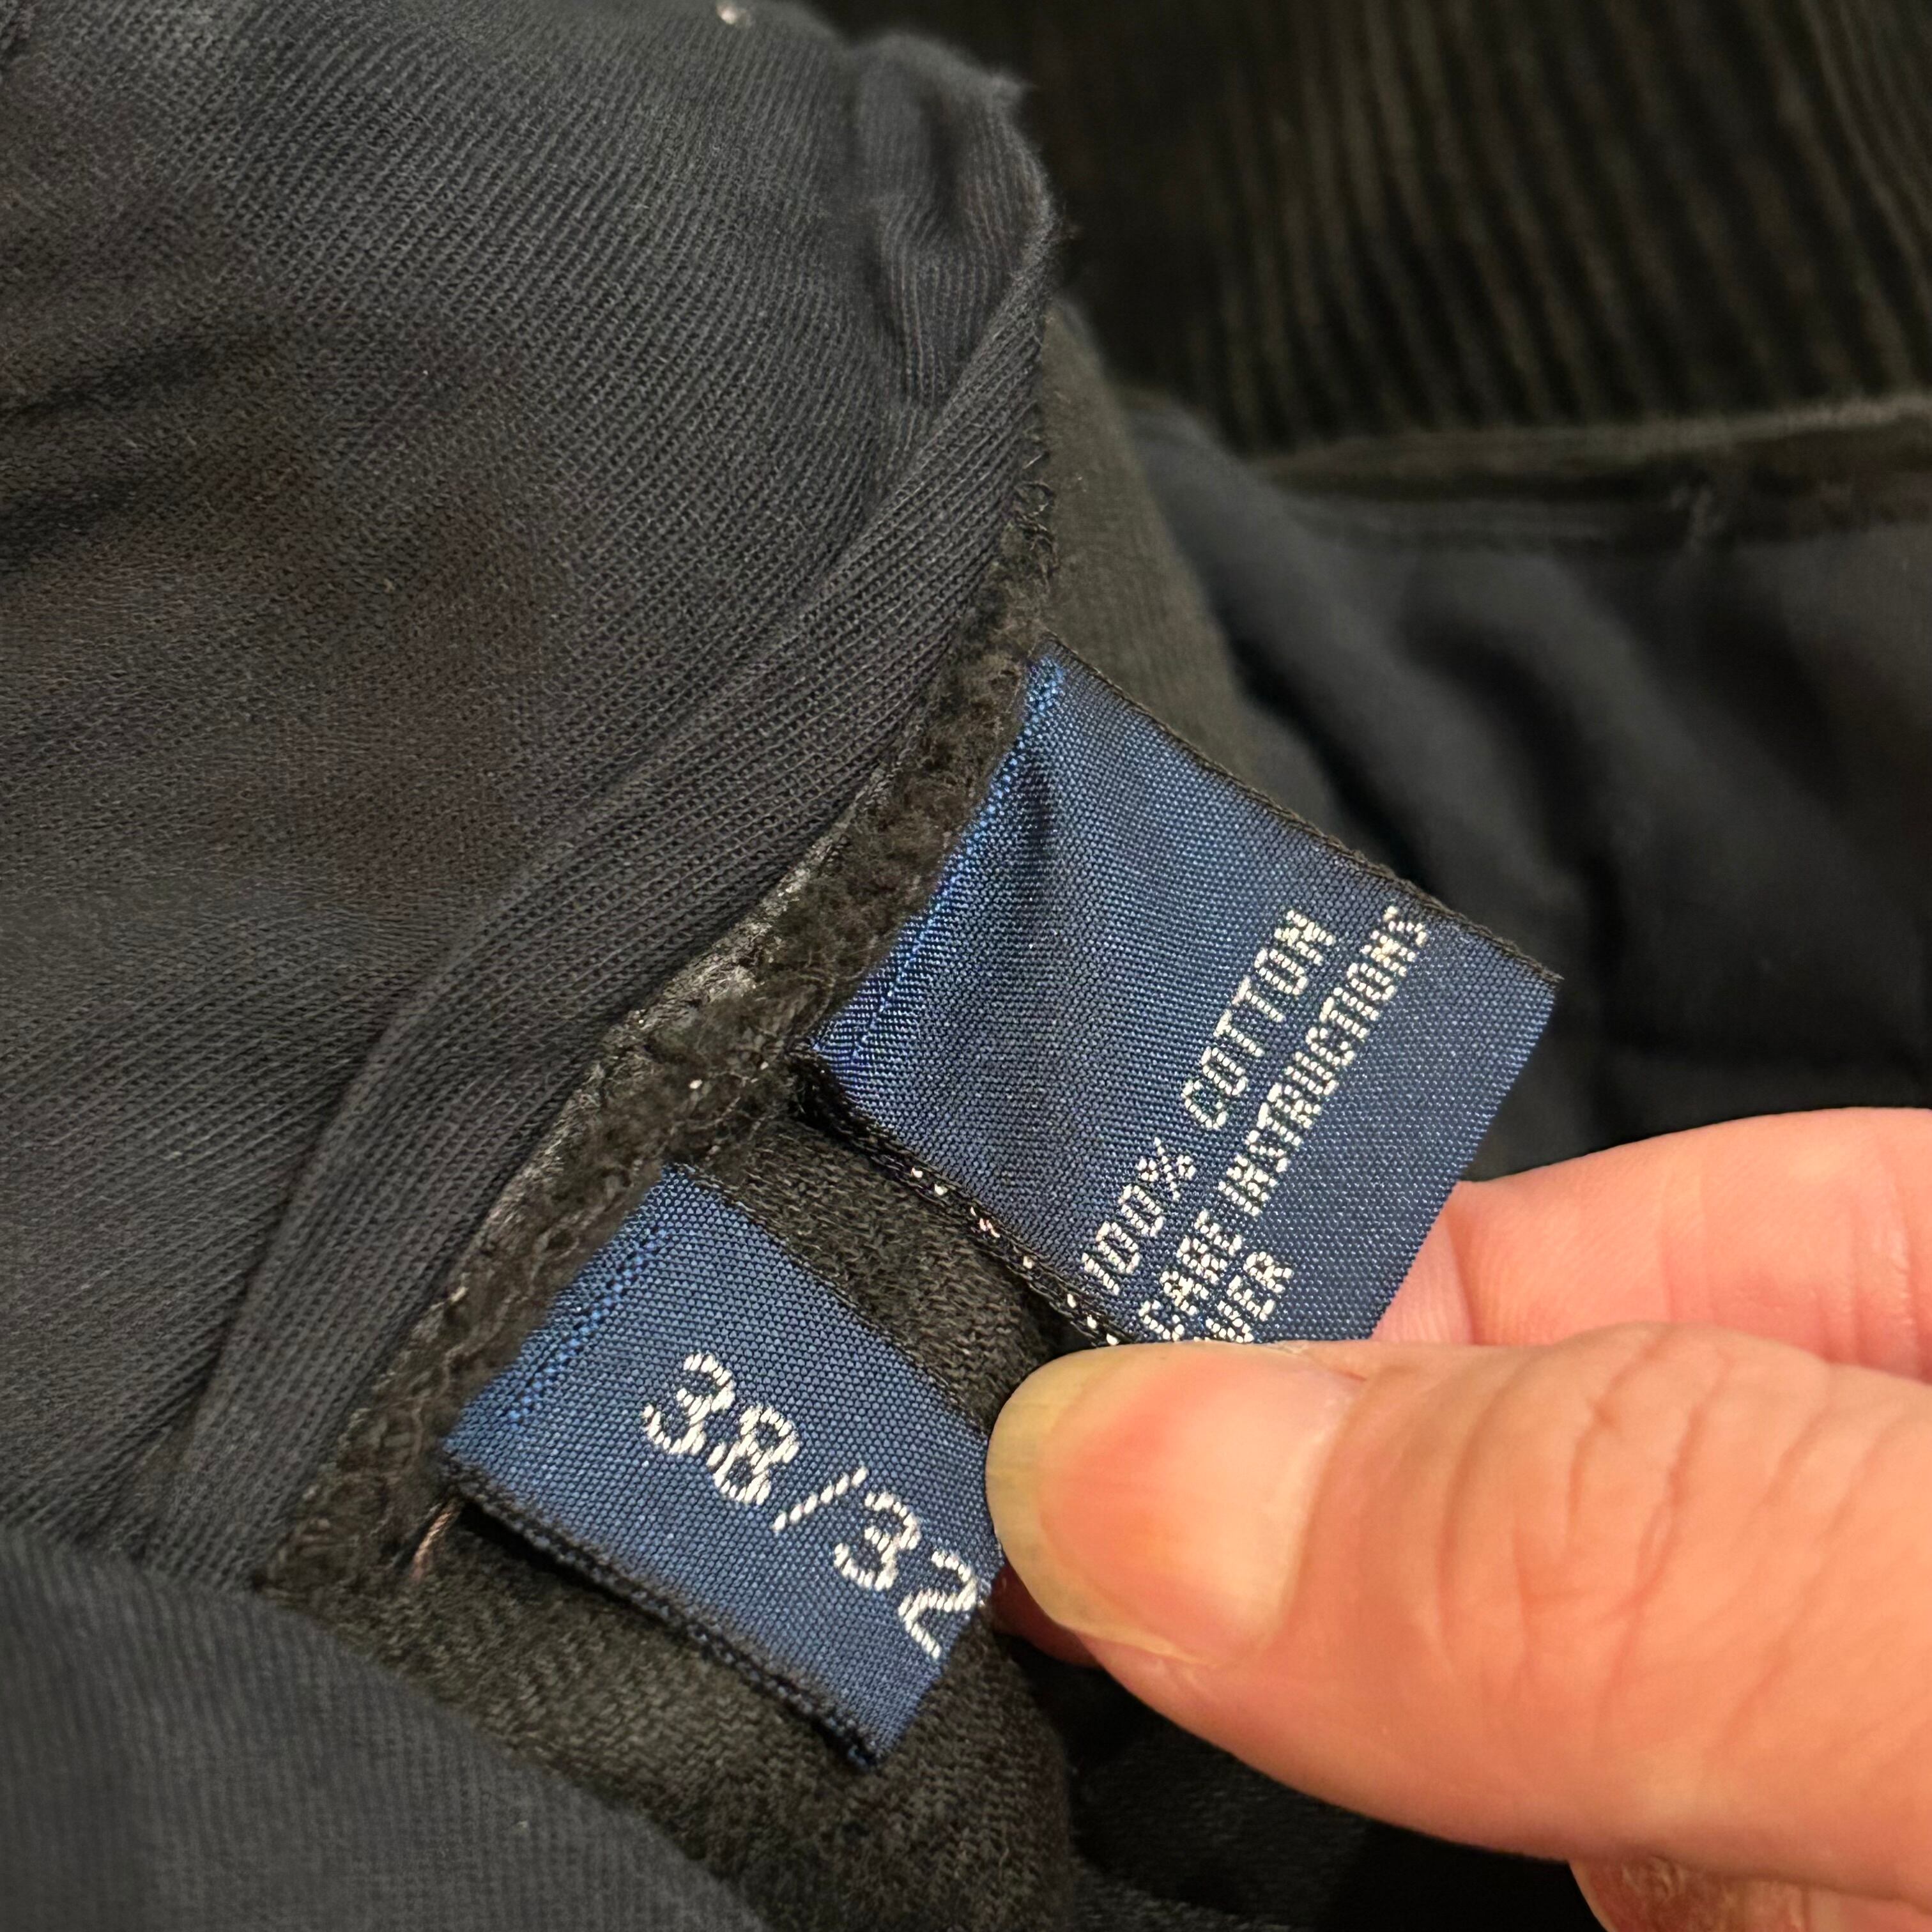 100% COTTON
CARE INSTRUCTIONS
38/32